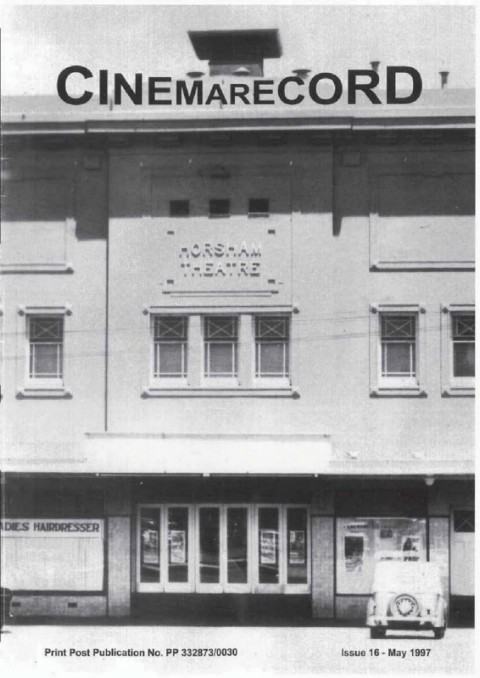 CINEMARECORD
HORSHAM
THEATRE
ADIES HAIRDRESSER
Print Post Publication No. PP 332873/0030
Issue 16 - May 1997